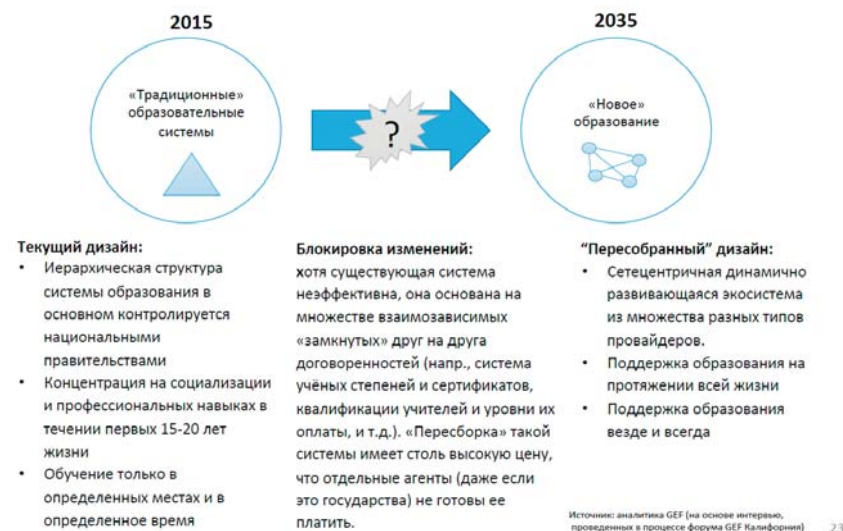 2015
2035
«Традиционные»
образовательные
системы
?
«Новое»
образование
Текущий дизайн:
• Иерархическая структура
системы образования в
основном контролируется
национальными
правительствами
• Концентрация на социализации
и профессиональных навыках в
течении первых 15-20 лет
жизни
• Обучение только в
определенных местах и в
определенное время
Блокировка изменений:
хотя существующая система
неэффективна, она основана на
множестве взаимозависимых
«замкнутых» друг на друга
договоренностей (напр., система
учёных степеней и сертификатов,
квалификации учителей и уровни их
оплаты, и т.д.). «Пересборка» такой
системы имеет столь высокую цену,
что отдельные агенты (даже если
это государства) не готовы ее
платить.
“Пересобранный” дизайн:
• Сетецентричная динамично
развивающаяся экосистема
из множества разных типов
провайдеров.
• Поддержка образования на
протяжении всей жизни
• Поддержка образования
везде и всегда
Источник: аналитика GEF (на основе интервью,
проведенных в процессе форума GEF Калифорния)
23